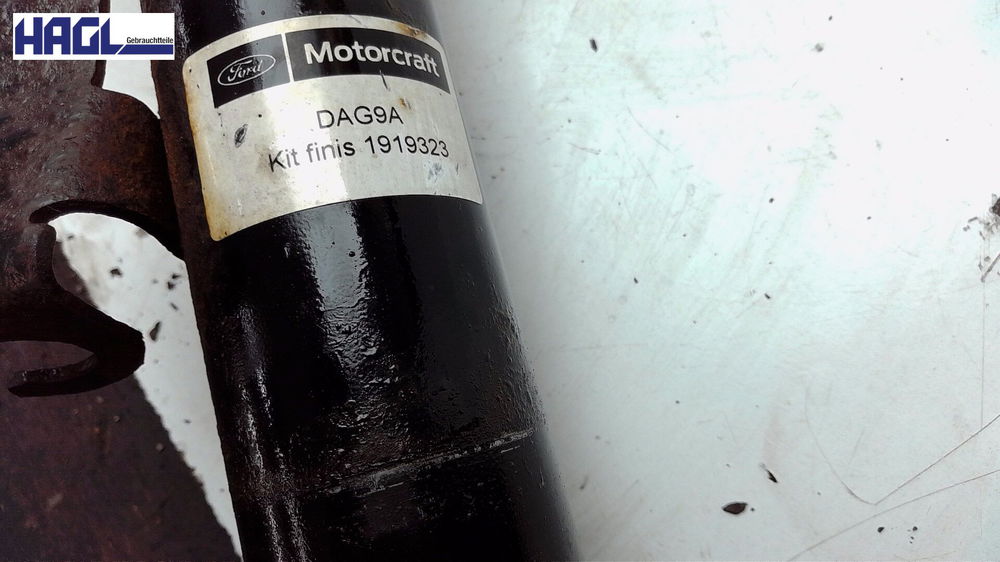 HAGL Gebrauchtteile
Ford Motorcraft
DAG9A
Kit finis 1919323